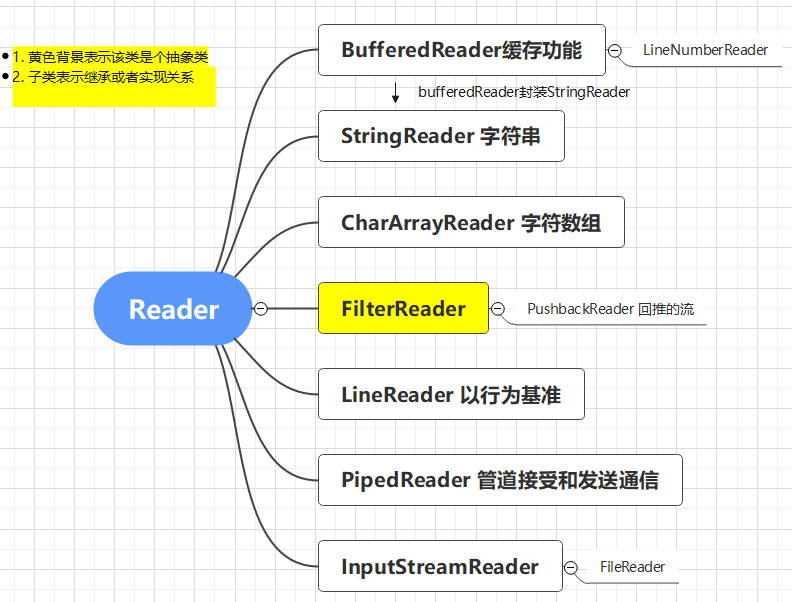 1. 黄色背景表示该类是个抽象类
2. 子类表示继承或者实现关系
BufferedReader缓存功能
LineNumberReader
bufferedReader封装StringReader
StringReader 字符串
CharArrayReader 字符数组
Reader
FilterReader
PushbackReader 回推的流
LineReader 以行为基准
PipedReader 管道接受和发送通信
InputStreamReader
FileReader